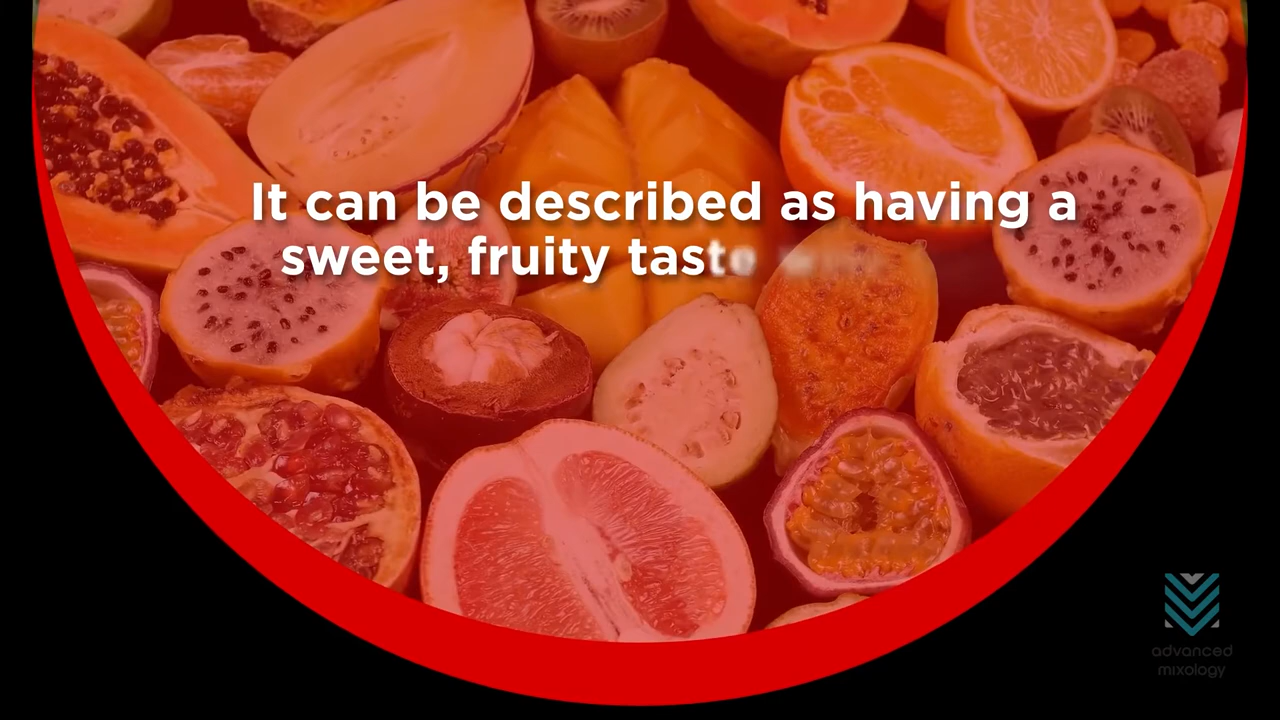 It can be described as having a
sweet, fruity taste
advanced
mixology